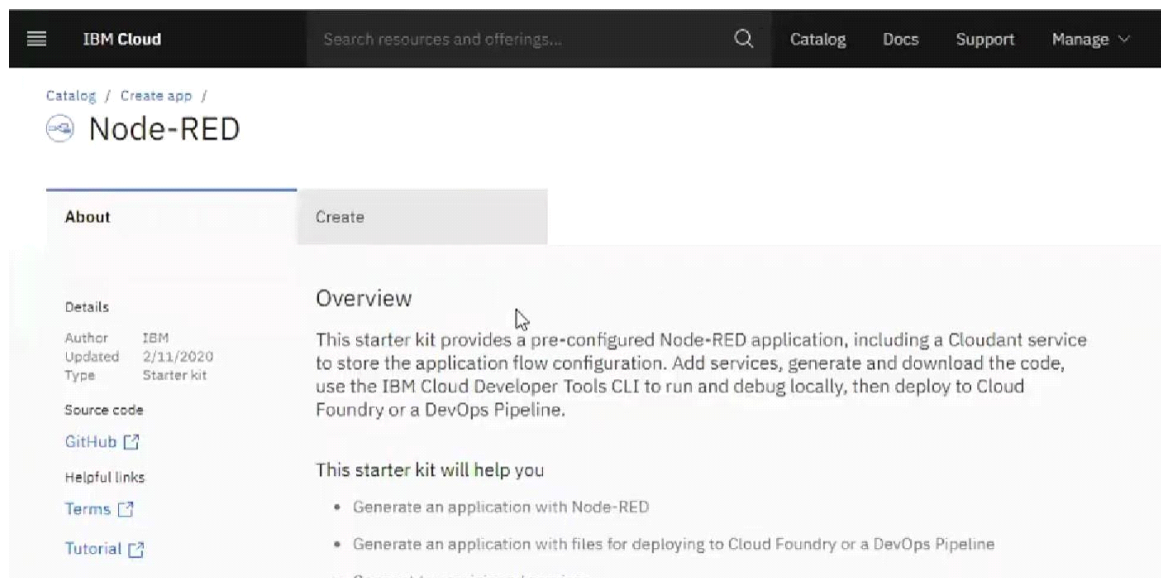 IBM Cloud
Search resources and offerings...
Catalog
Docs
Support
Manage
Catalog / Create app /
Node-RED
About
Create
Details
Author IBM
Updated 2/11/2020
Type Starter kit
Source code
GitHub
Helpful links
Terms
Tutorial
Overview
This starter kit provides a pre-configured Node-RED application, including a Cloudant service
to store the application flow configuration. Add services, generate and download the code,
use the IBM Cloud Developer Tools CLI to run and debug locally, then deploy to Cloud
Foundry or a DevOps Pipeline.
This starter kit will help you
• Generate an application with Node-RED
• Generate an application with files for deploying to Cloud Foundry or a DevOps Pipeline